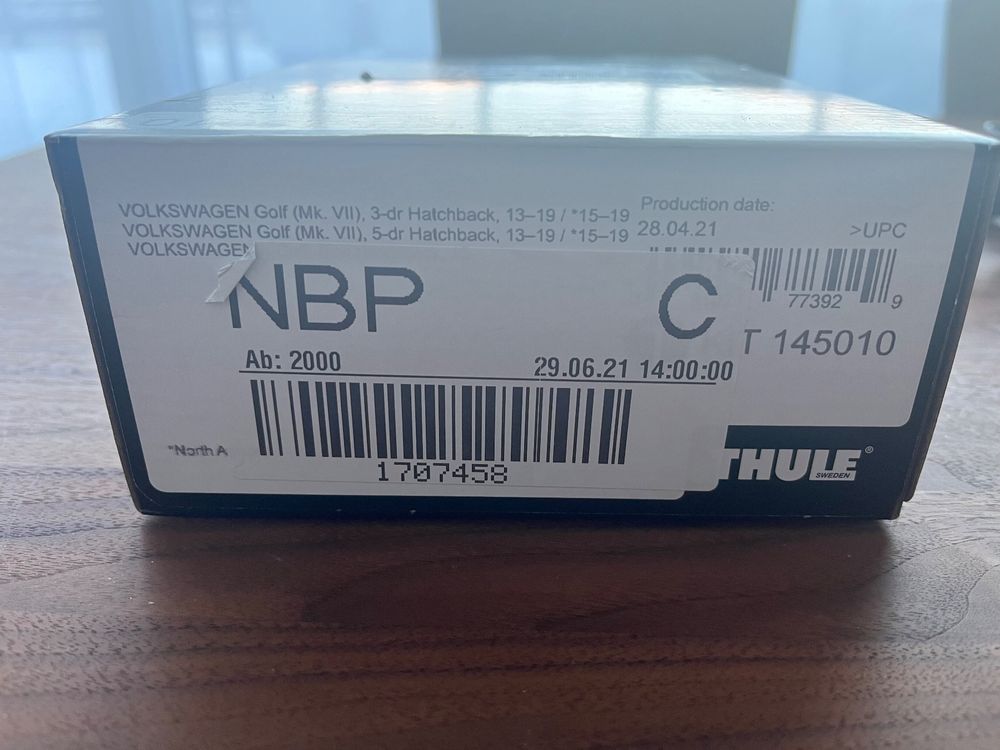 VOLKSWAGEN Golf (Mk. VII), 3-dr Hatchback, 13–19 / *15–19
VOLKSWAGEN Golf (Mk. VII), 5-dr Hatchback, 13–19 / *15–19
VOLKSWAGEN
Production date:
28.04.21
>UPC
77392 9
T 145010
NBP C
Ab: 2000 29.06.21 14:00:00
1707458
*North A
THULE®
SWEDEN